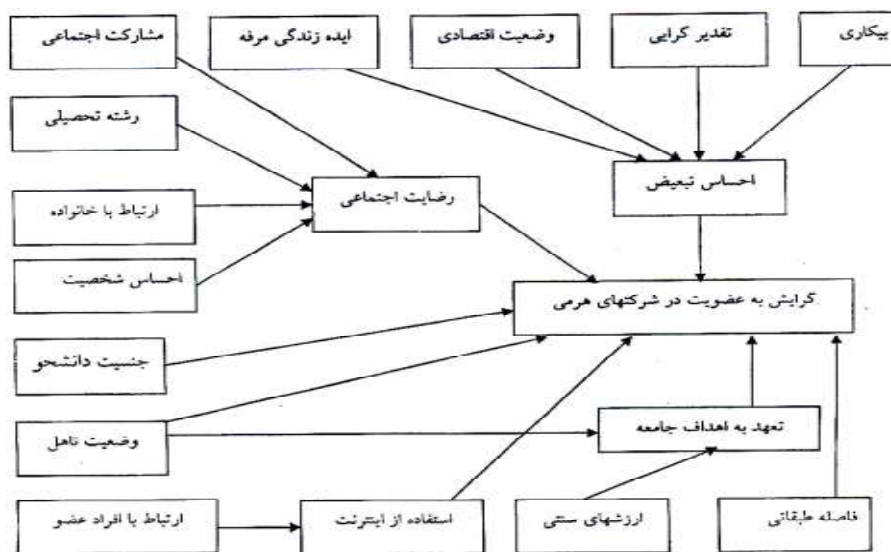 بیکاری
تقدیر گرایی
وضعیت اقتصادی
ایده زندگی مرفه
مشارکت اجتماعی
رشته تحصیلی
احساس تبعیض
رضایت اجتماعی
ارتباط با خانواده
احساس شخصیت
گرایش به عضویت در شرکتهای هرمی
جنسیت دانشجو
تعهد به اهداف جامعه
وضعیت تاهل
فاصله طبقاتی
ارزشهای سنتی
استفاده از اینترنت
ارتباط با افراد عضو